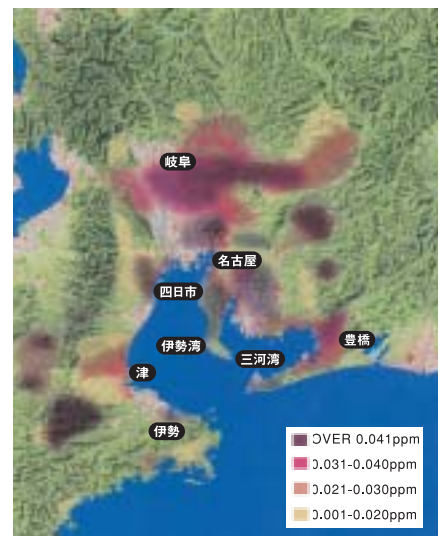 岐阜
名古屋
四日市
伊勢湾
三河湾
豊橋
津
伊勢
OVER 0.041ppm
0.031-0.040ppm
0.021-0.030ppm
0.001-0.020ppm